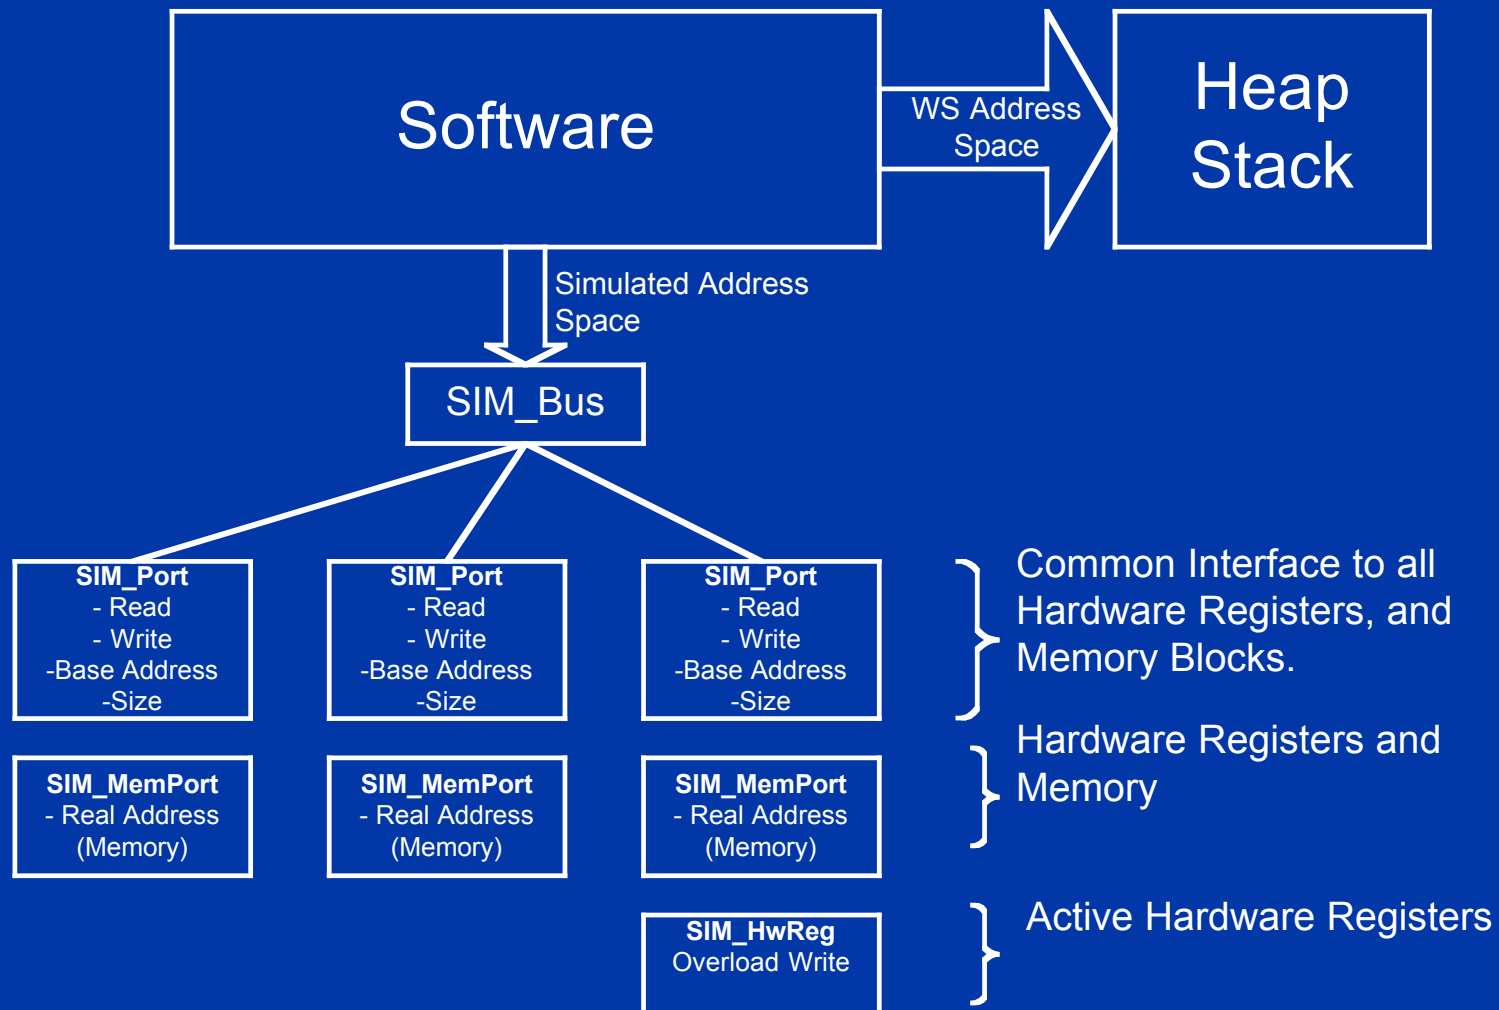 Software
WS Address
Space
Heap
Stack
Simulated Address
Space
SIM_Bus
SIM_Port
- Read
- Write
-Base Address
-Size
SIM_Port
- Read
- Write
-Base Address
-Size
SIM_Port
- Read
- Write
-Base Address
-Size
Common Interface to all
Hardware Registers, and
Memory Blocks.
SIM_MemPort
- Real Address
(Memory)
SIM_MemPort
- Real Address
(Memory)
SIM_MemPort
- Real Address
(Memory)
Hardware Registers and
Memory
SIM_HwReg
Overload Write
Active Hardware Registers